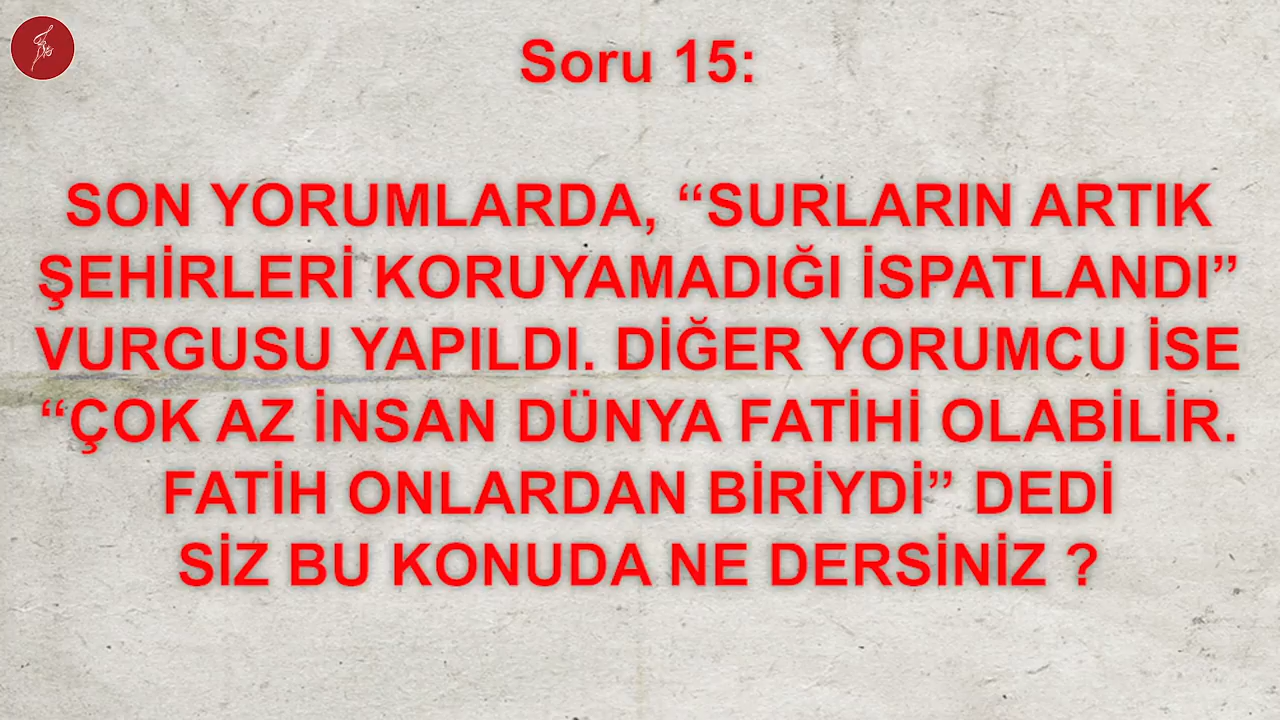 Soru 15:
SON YORUMLARDA, “SURLARIN ARTIK
ŞEHİRLERİ KORUYAMADIĞI İSPATLANDI”
VURGUSU YAPILDI. DİĞER YORUMCU İSE
“ÇOK AZ İNSAN DÜNYA FATİHİ OLABİLİR.
FATİH ONLARDAN BİRİYDİ” DEDİ
SİZ BU KONUDA NE DERSİNİZ ?